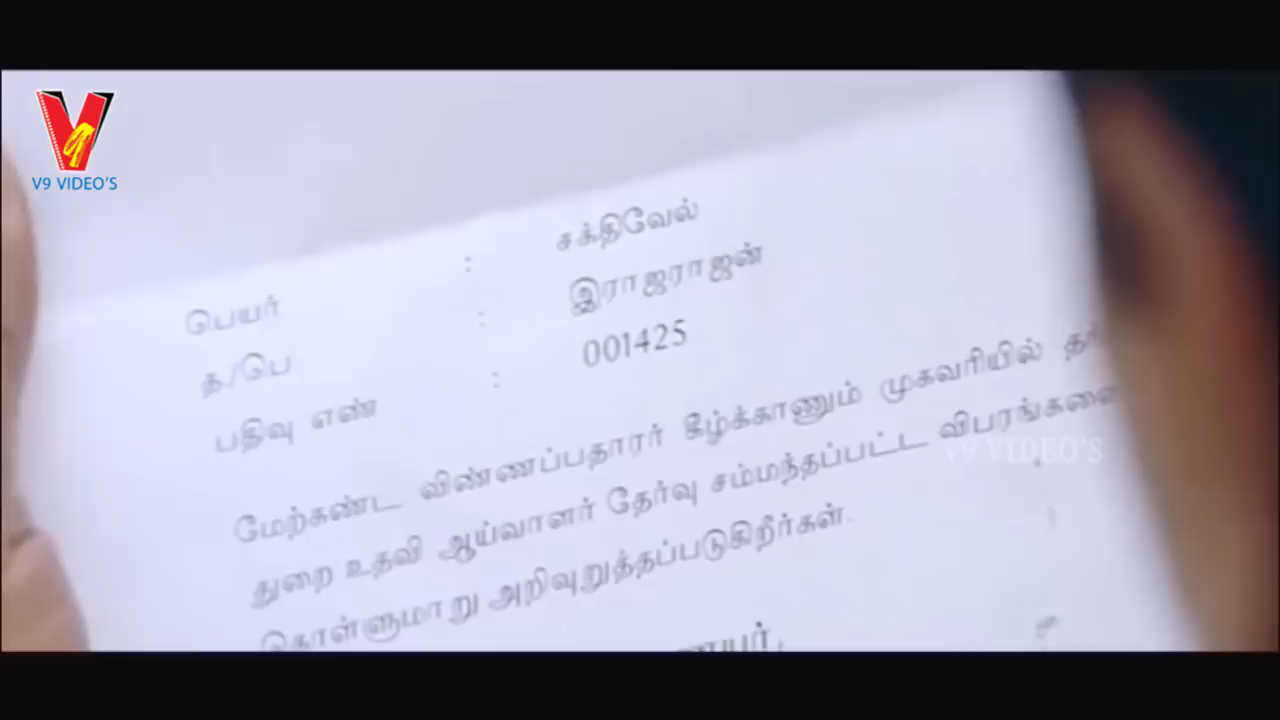 V9 VIDEO'S
பெயர் : சக்திவேல்
த/பெ : இராஜராஜன்
பதிவு எண் : 001425
மேற்கண்ட விண்ணப்பதாரர் கீழ்க்காணும் முகவரியில்
துறை உதவி ஆய்வாளர் தேர்வு சம்மந்தப்பட்ட விபரங்களை
கொள்ளுமாறு அறிவுறுத்தப்படுகிறீர்கள்.
V9 VIDEO'S